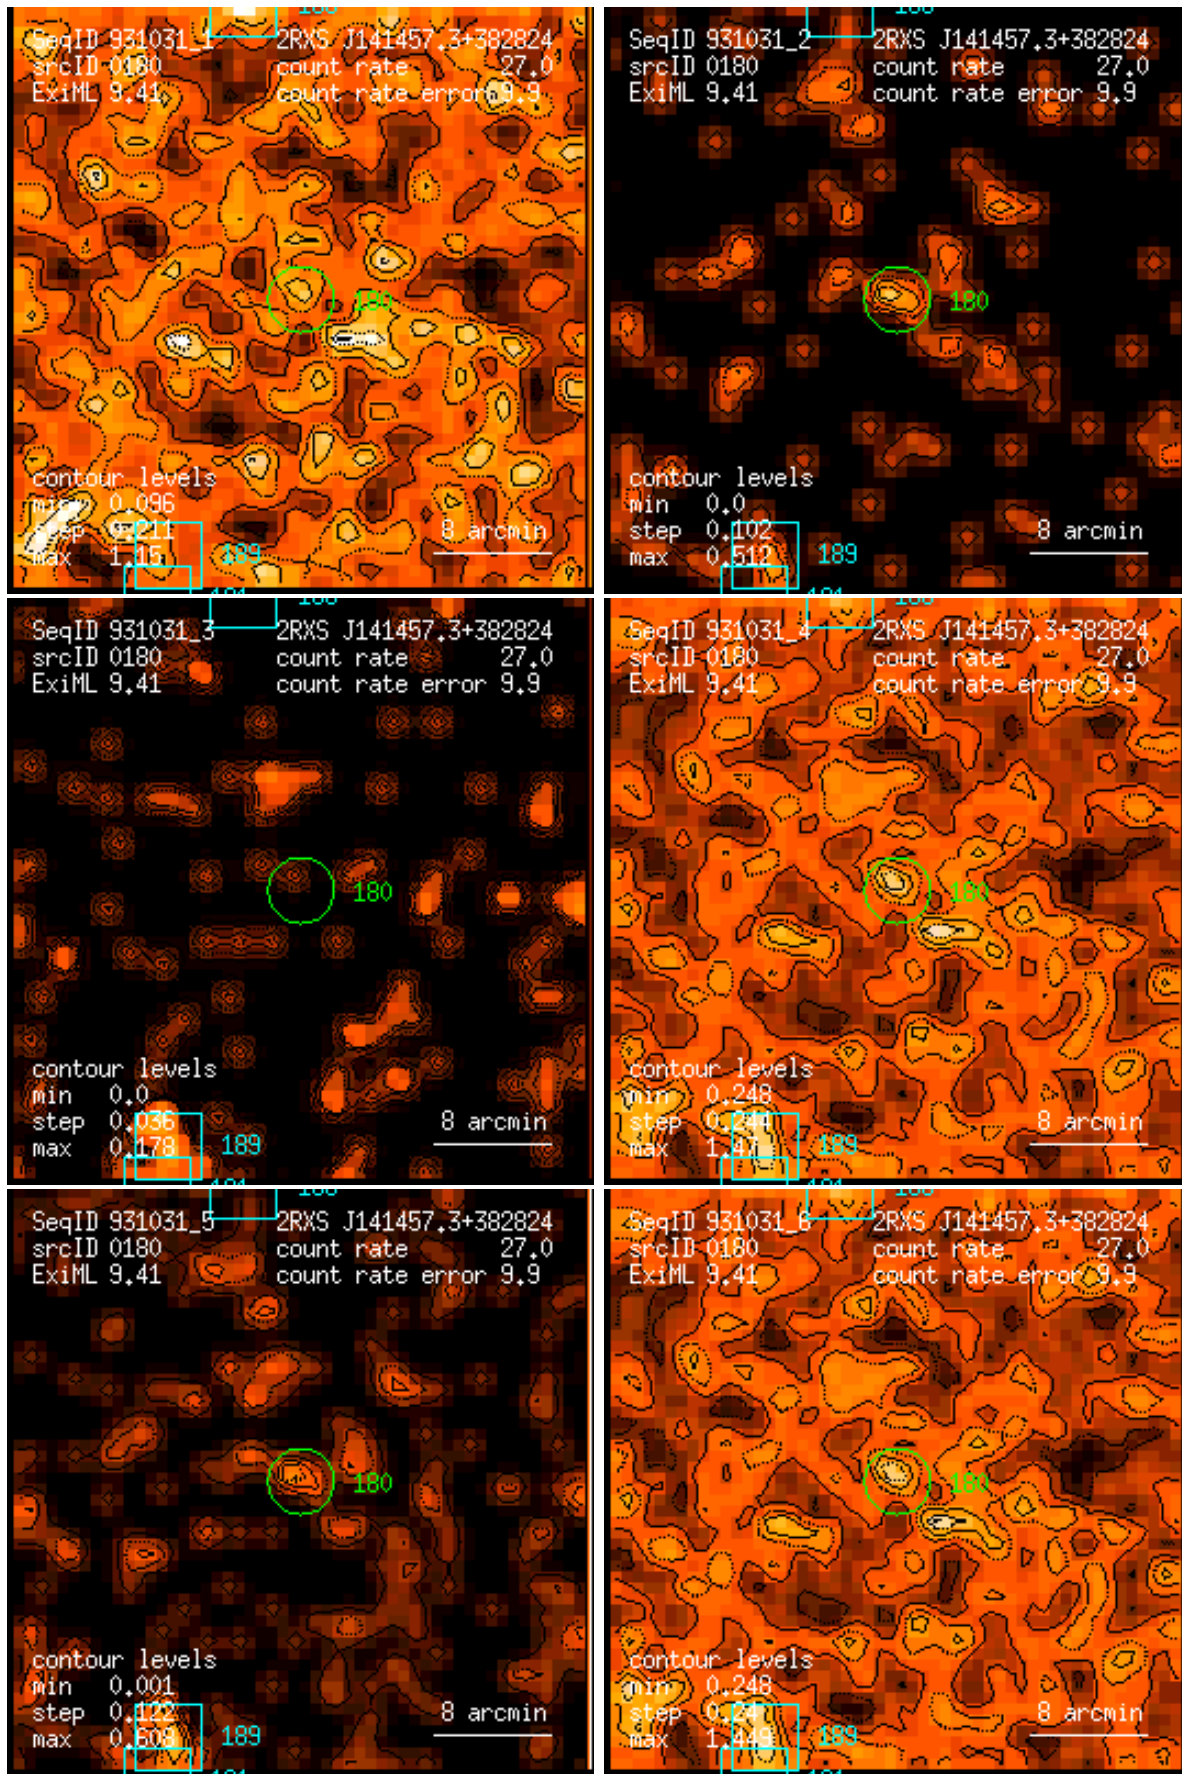 SeqID 931031_1 2RXS J141457.3+382824
srcID 0180 count rate 27.0
ExiML 9.41 count rate error 9.9
180
contour levels
min 0.096
step 0.211
max 1.15
8 arcmin
189
SeqID 931031_2 2RXS J141457.3+382824
srcID 0180 count rate 27.0
ExiML 9.41 count rate error 9.9
180
contour levels
min 0.0
step 0.102
max 0.512
8 arcmin
189
SeqID 931031_3 2RXS J141457.3+382824
srcID 0180 count rate 27.0
ExiML 9.41 count rate error 9.9
180
contour levels
min 0.0
step 0.036
max 0.178
8 arcmin
189
SeqID 931031_4 2RXS J141457.3+382824
srcID 0180 count rate 27.0
ExiML 9.41 count rate error 9.9
180
contour levels
min 0.248
step 0.244
max 1.47
8 arcmin
189
SeqID 931031_5 2RXS J141457.3+382824
srcID 0180 count rate 27.0
ExiML 9.41 count rate error 9.9
180
contour levels
min 0.001
step 0.122
max 0.608
8 arcmin
189
SeqID 931031_6 2RXS J141457.3+382824
srcID 0180 count rate 27.0
ExiML 9.41 count rate error 9.9
180
contour levels
min 0.248
step 0.24
max 1.449
8 arcmin
189